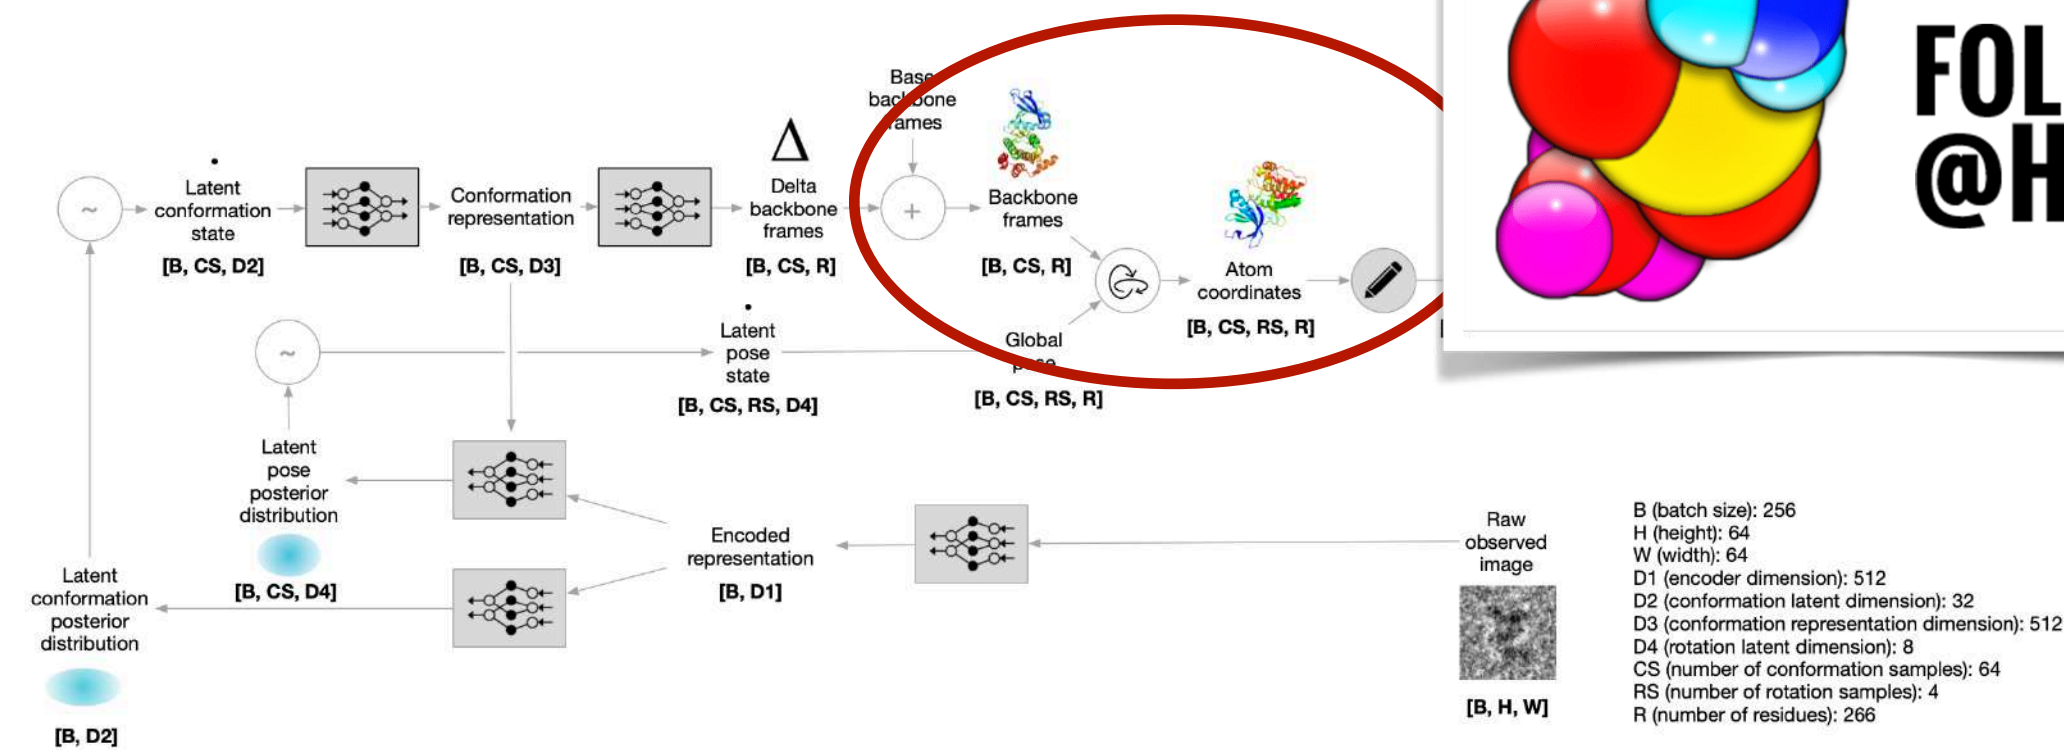 Base
backbone
frames
FOL
@H
Δ
Latent
conformation
state
[B, CS, D2]
Conformation
representation
[B, CS, D3]
Delta
backbone
frames
[B, CS, R]
~
+
Backbone
frames
[B, CS, R]
Atom
coordinates
[B, CS, RS, R]
~
Latent
pose
state
[B, CS, RS, D4]
Global
pose
[B, CS, RS, R]
Latent
pose
posterior
distribution
[B, CS, D4]
Latent
conformation
posterior
distribution
[B, D2]
Encoded
representation
[B, D1]
Raw
observed
image
[B, H, W]
B (batch size): 256
H (height): 64
W (width): 64
D1 (encoder dimension): 512
D2 (conformation latent dimension): 32
D3 (conformation representation dimension): 512
D4 (rotation latent dimension): 8
CS (number of conformation samples): 64
RS (number of rotation samples): 4
R (number of residues): 266